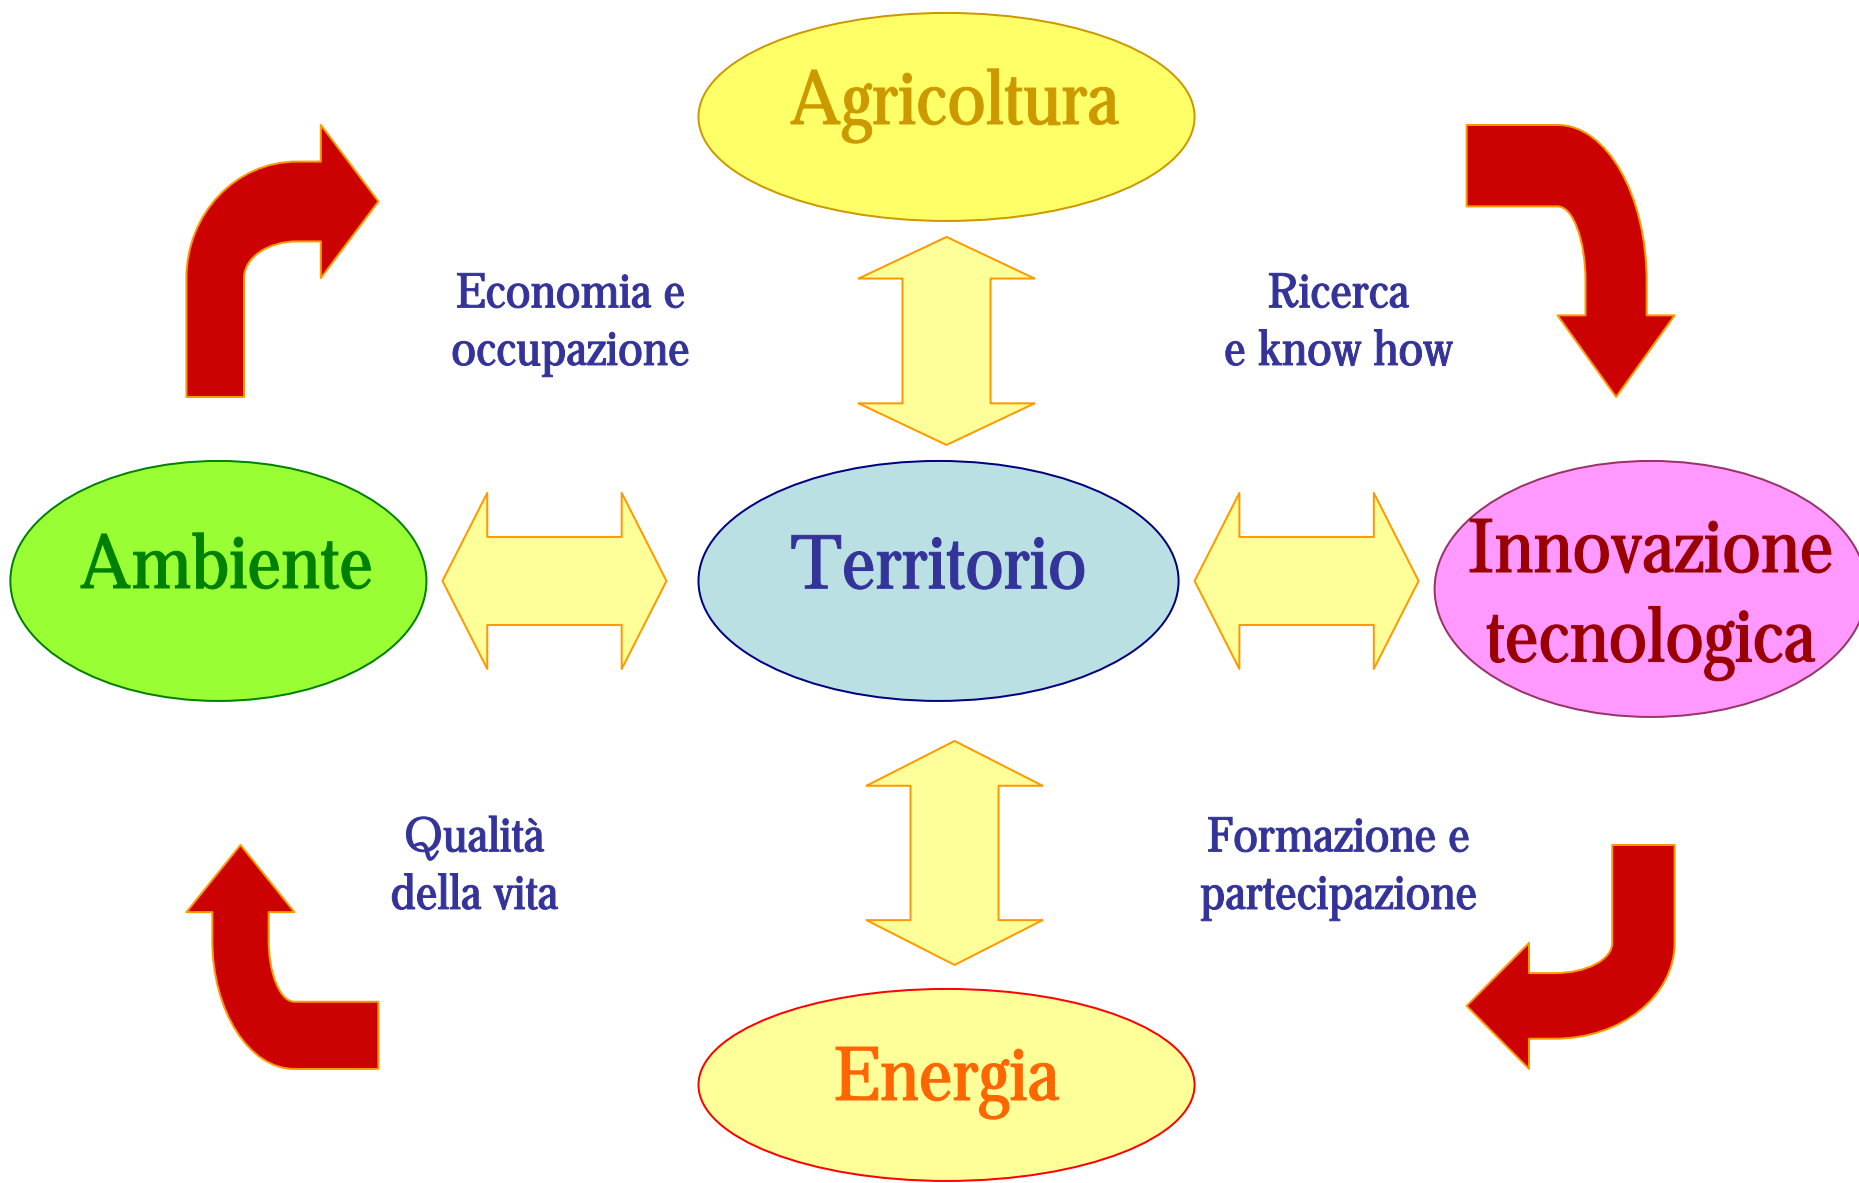 Agricoltura
Economia e
occupazione
Ricerca
e know how
Ambiente
Territorio
Innovazione
tecnologica
Qualità
della vita
Formazione e
partecipazione
Energia